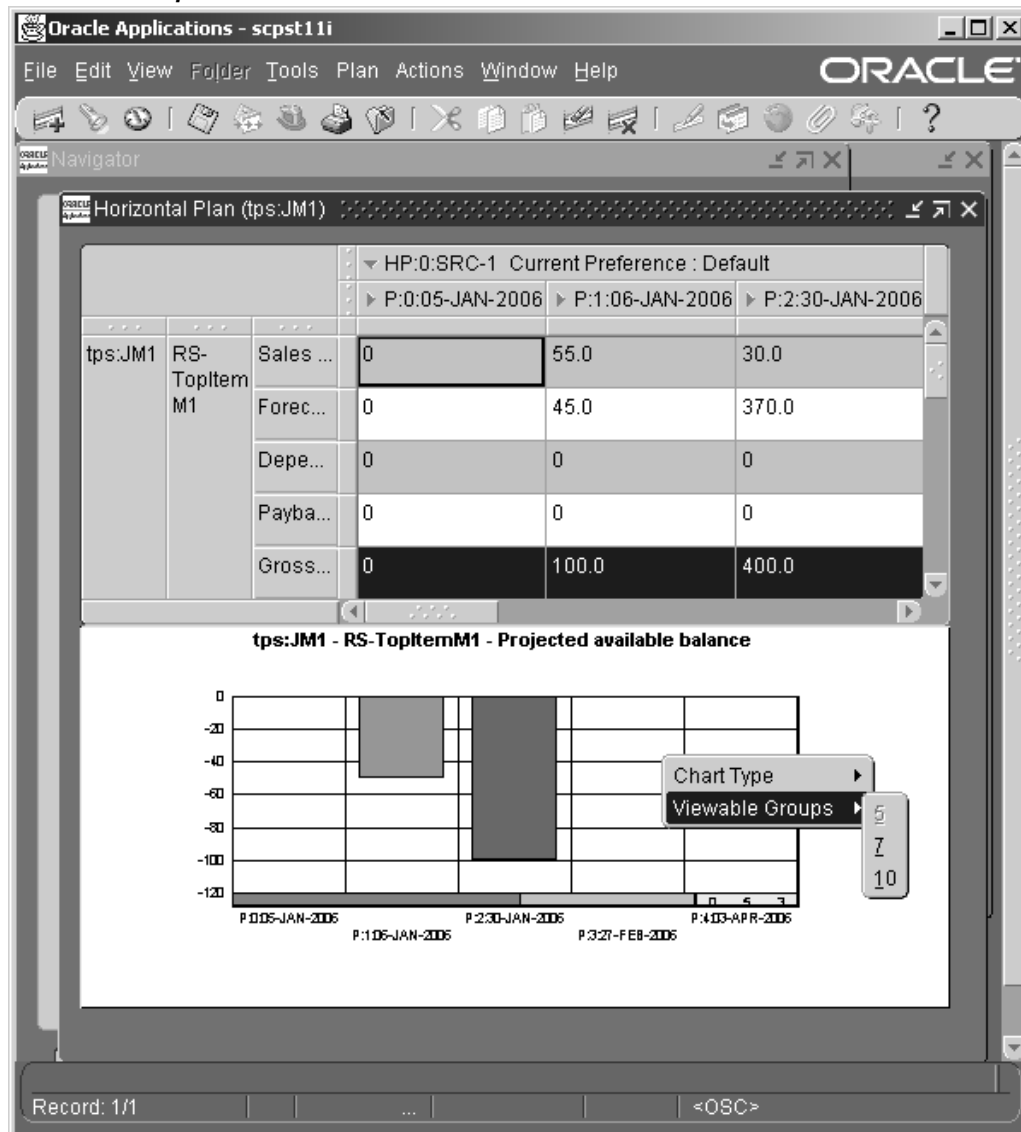 Oracle Applications - scpst11i
File Edit View Folder Tools Plan Actions Window Help
ORACLE
Navigator
Horizontal Plan (tps:JM1)
HP:0:SRC-1 Current Preference : Default
P:0:05-JAN-2006 P:1:06-JAN-2006 P:2:30-JAN-2006
tps:JM1 RS-TopItemM1 Sales ... 0 55.0 30.0
Forec... 0 45.0 370.0
Depe... 0 0 0
Payba... 0 0 0
Gross... 0 100.0 400.0
tps:JM1 - RS-TopItemM1 - Projected available balance
0
-20
-40
-60
-80
-100
-120
Chart Type
Viewable Groups
5
7
10
0 5 3
P:0:05-JAN-2006 P:2:30-JAN-2006 P:4:03-APR-2006
P:1:06-JAN-2006 P:3:27-FEB-2006
Record: 1/1 ... <OSC>